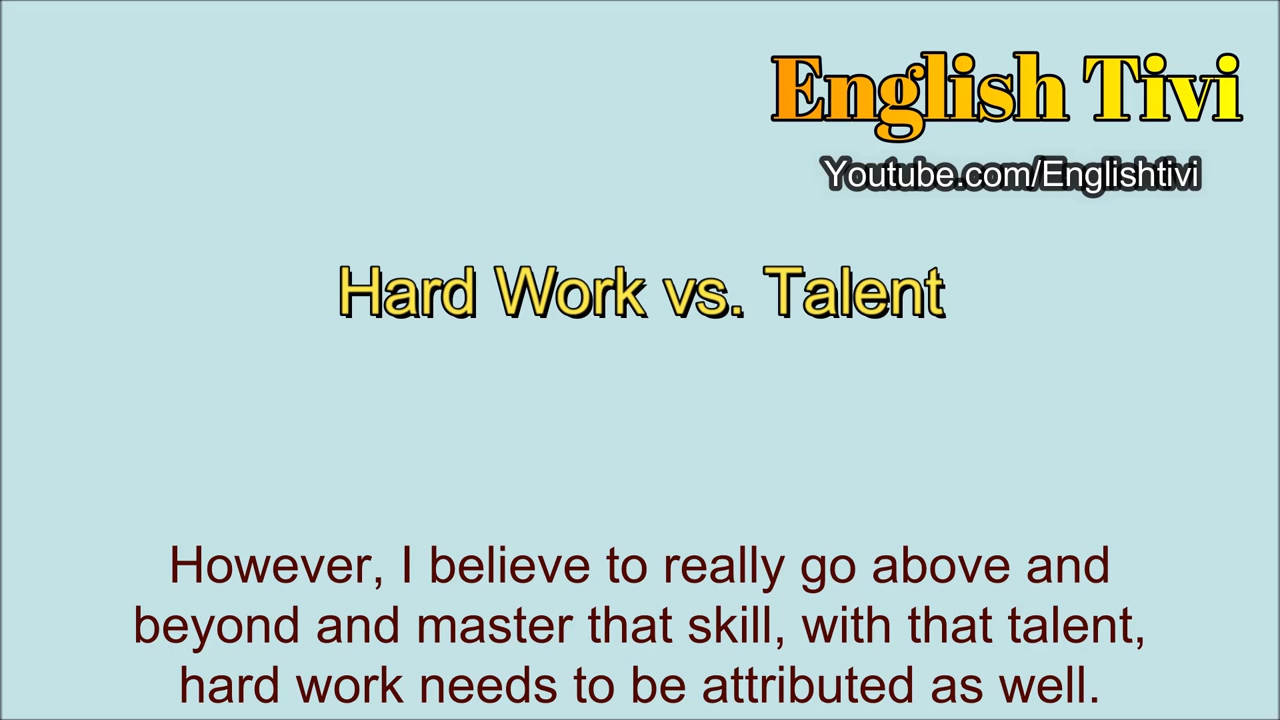 English Tivi
Youtube.com/Englishtivi
Hard Work vs. Talent
However, I believe to really go above and
beyond and master that skill, with that talent,
hard work needs to be attributed as well.